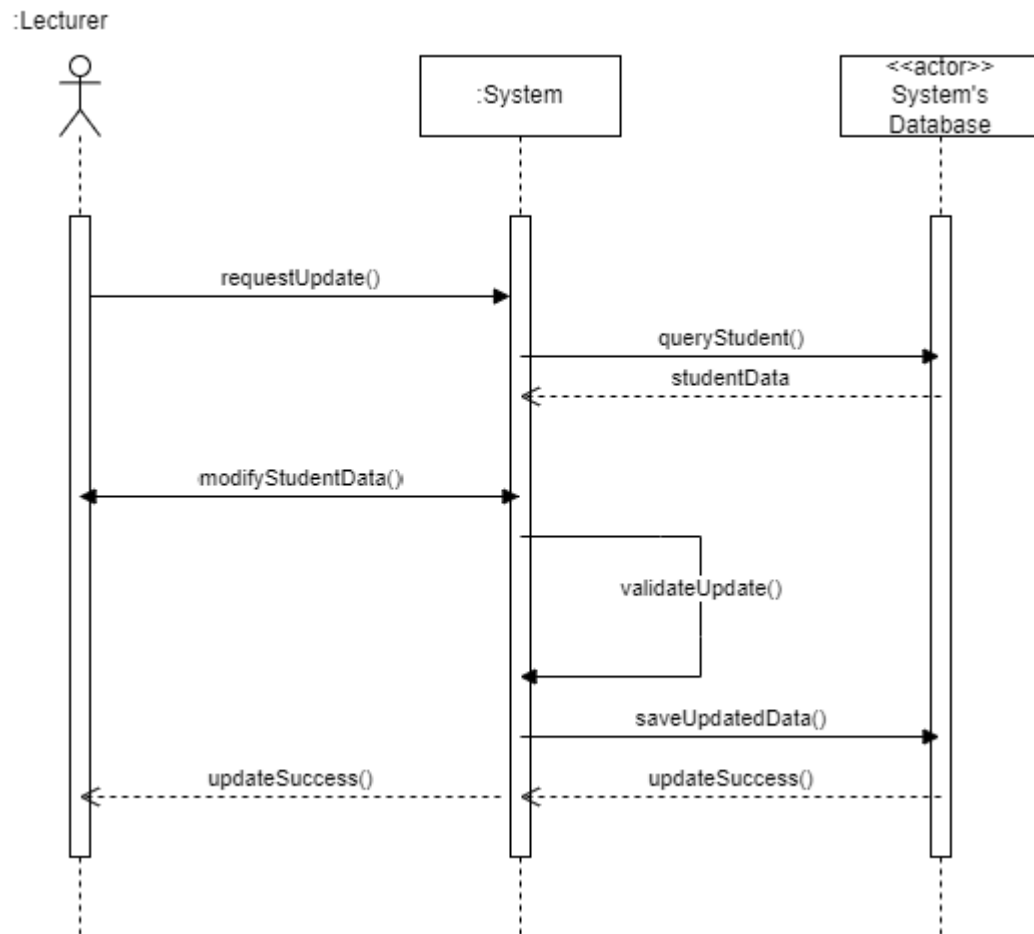 :Lecturer
:System
<<actor>>
System's
Database
requestUpdate()
queryStudent()
studentData
modifyStudentData()
validateUpdate()
saveUpdatedData()
updateSuccess()
updateSuccess()